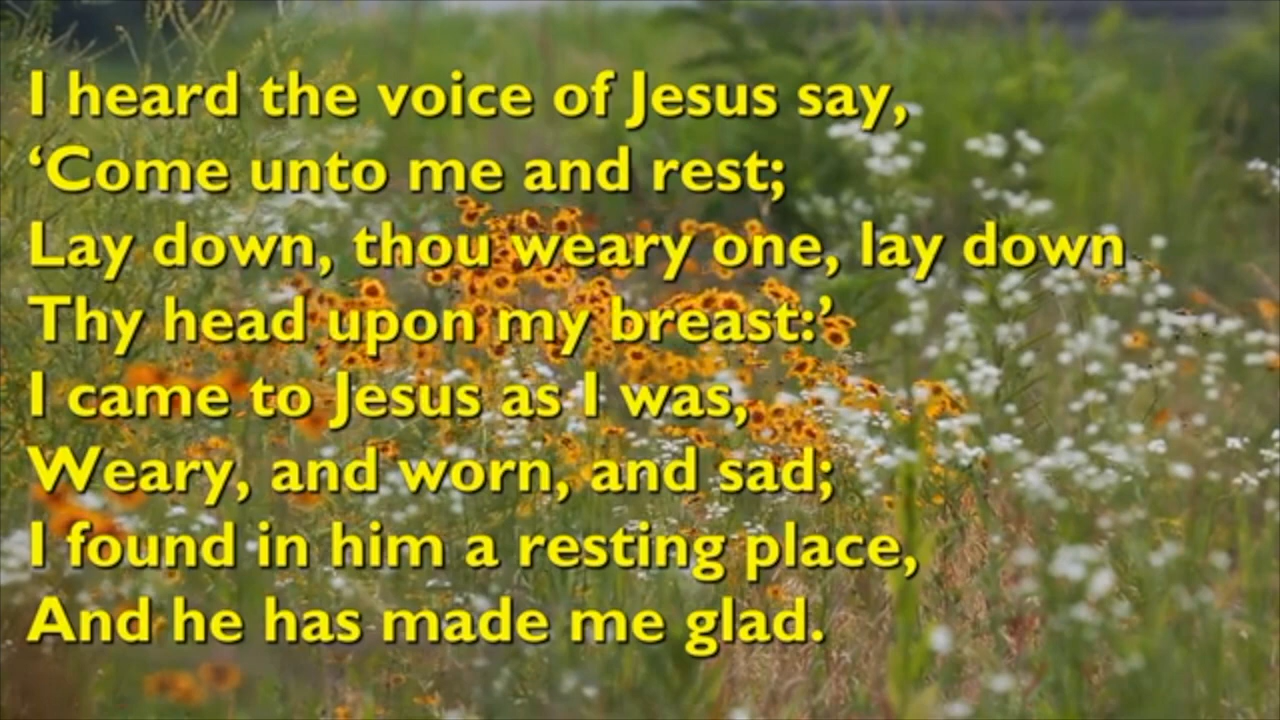 I heard the voice of Jesus say,
‘Come unto me and rest;
Lay down, thou weary one, lay down
Thy head upon my breast:’
I came to Jesus as I was,
Weary, and worn, and sad;
I found in him a resting place,
And he has made me glad.